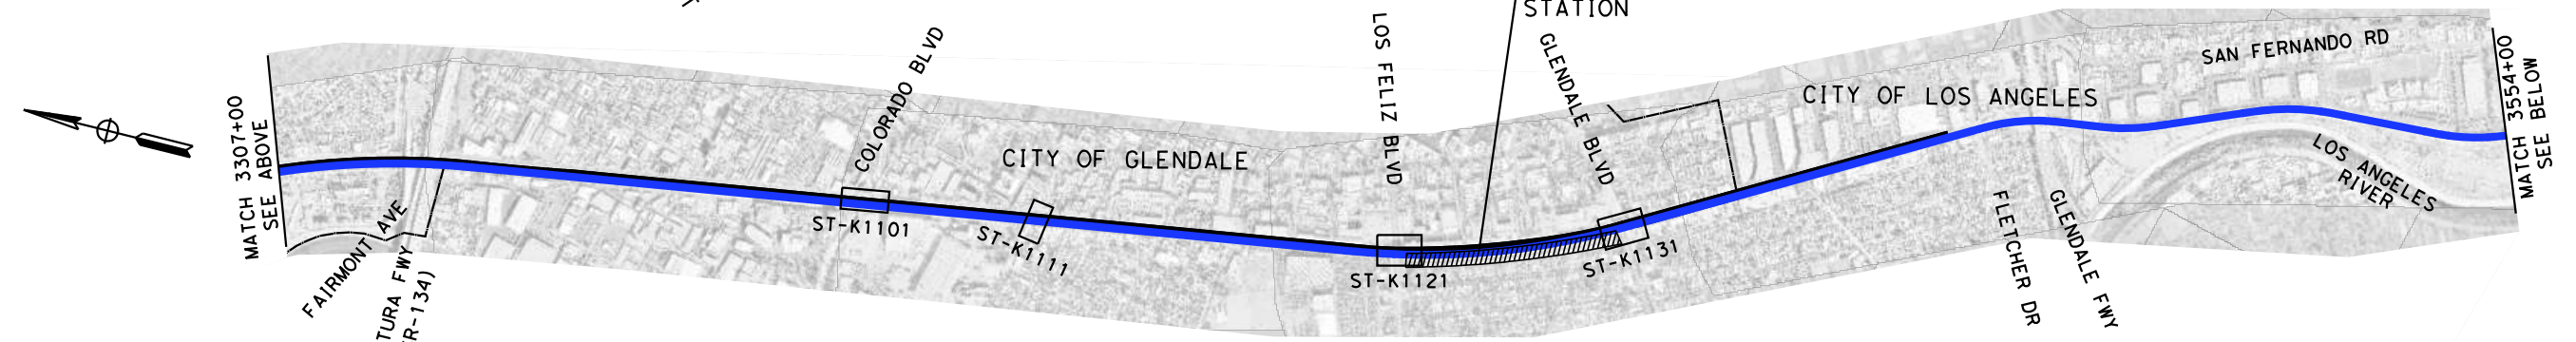 STATION
MATCH 3307+00
SEE ABOVE
FAIRMONT AVE
TURA FWY
R-134)
COLORADO BLVD
ST-K1101
CITY OF GLENDALE
ST-K1111
LOS FELIZ BLVD
ST-K1121
GLENDALE BLVD
ST-K1131
CITY OF LOS ANGELES
FLETCHER DR
GLENDALE FWY
SAN FERNANDO RD
LOS ANGELES
RIVER
MATCH 3554+00
SEE BELOW